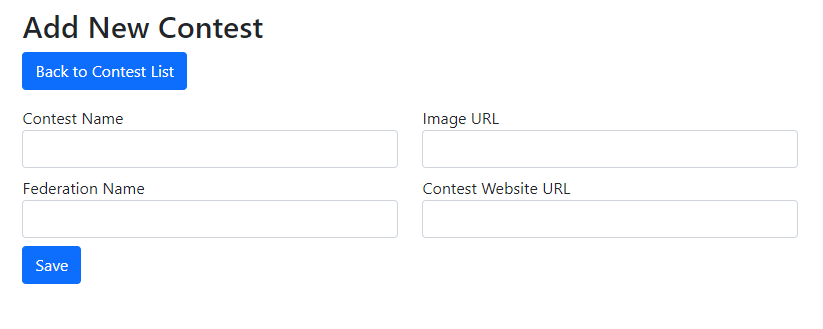 Add New Contest
Back to Contest List
Contest Name
Image URL
Federation Name
Contest Website URL
Save